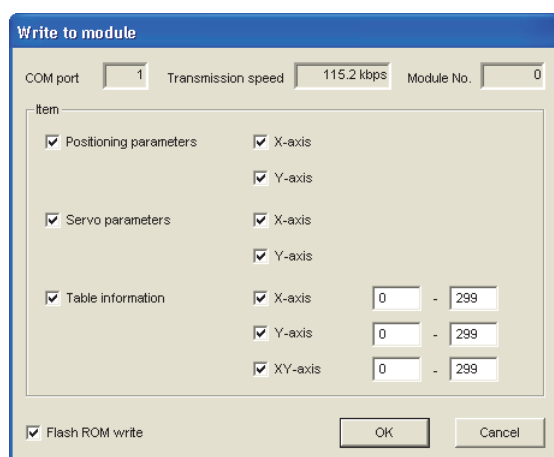 Write to module
COM port 1 Transmission speed 115.2 kbps Module No. 0
Item
Positioning parameters X-axis
Y-axis
Servo parameters X-axis
Y-axis
Table information X-axis 0 - 299
Y-axis 0 - 299
XY-axis 0 - 299
Flash ROM write OK Cancel